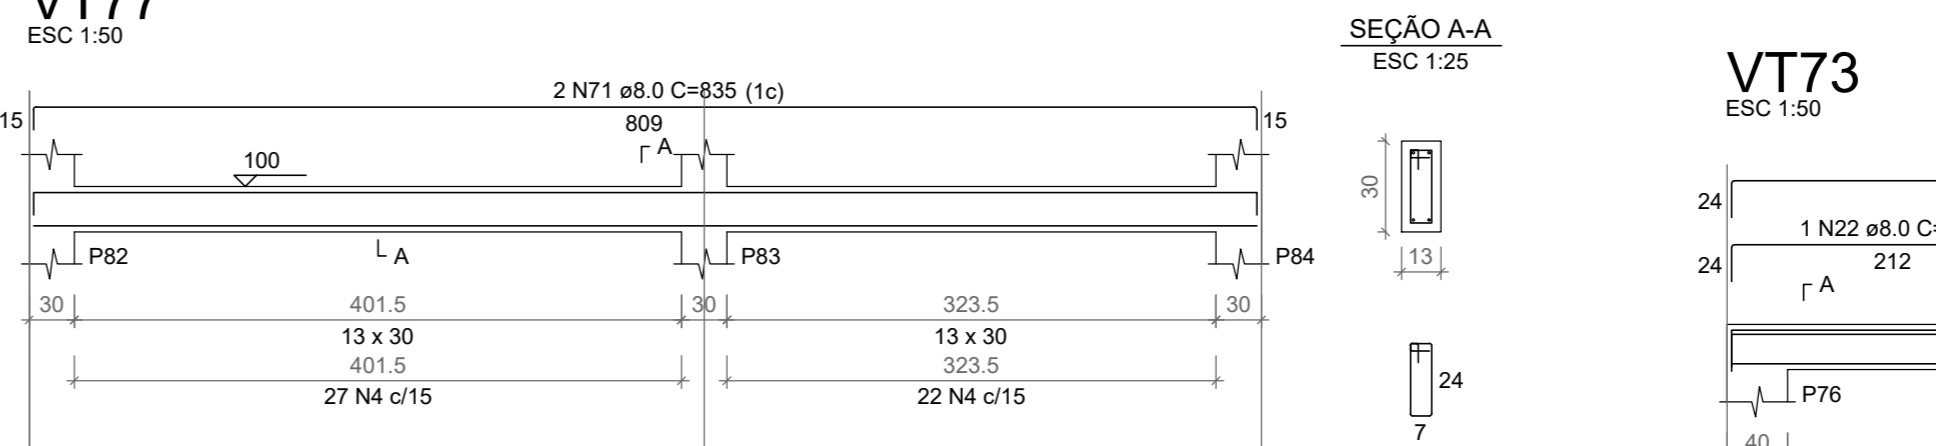 VT77
ESC 1:50
2 N71 ø8.0 C=835 (1c)
15
809
15
A
100
P82
A
P83
P84
30
401.5
30
323.5
30
13 x 30
13 x 30
401.5
323.5
27 N4 c/15
22 N4 c/15
SEÇÃO A-A
ESC 1:25
30
13
24
7
VT73
ESC 1:50
24
1 N22 ø8.0 C=
24
212
A
P76
40